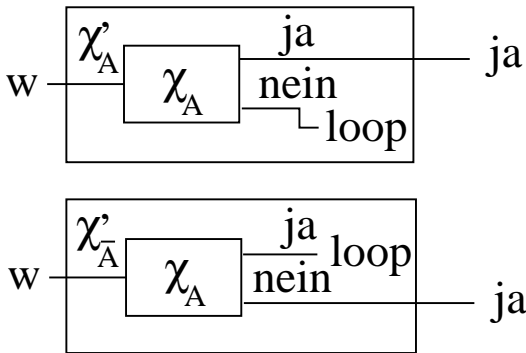 χ'A ja
w χA nein ja
loop
χ'A̅ ja
w χA nein loop
ja